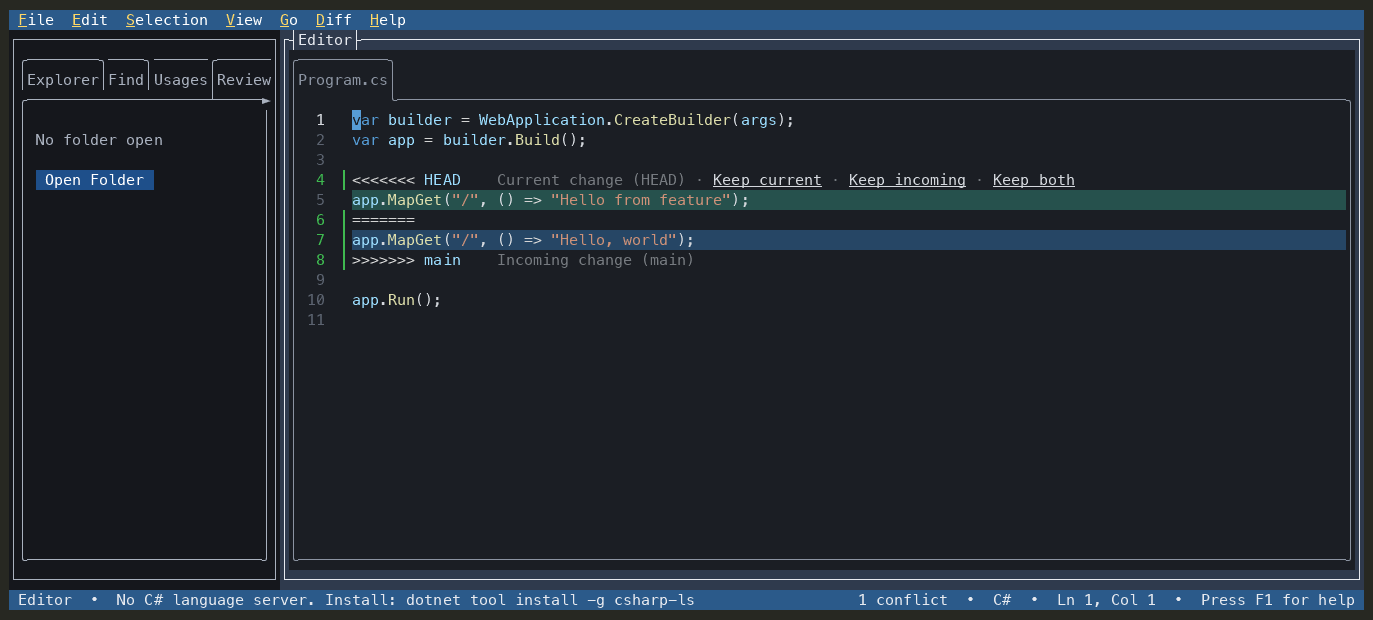 File Edit Selection View Go Diff Help
Editor
Explorer Find Usages Review
No folder open
Open Folder
Program.cs
1 var builder = WebApplication.CreateBuilder(args);
2 var app = builder.Build();
3
4 <<<<<<< HEAD Current change (HEAD) · Keep current · Keep incoming · Keep both
5 app.MapGet("/", () => "Hello from feature");
6 =======
7 app.MapGet("/", () => "Hello, world");
8 >>>>>>> main Incoming change (main)
9
10 app.Run();
11
Editor • No C# language server. Install: dotnet tool install -g csharp-ls 1 conflict • C# • Ln 1, Col 1 • Press F1 for help